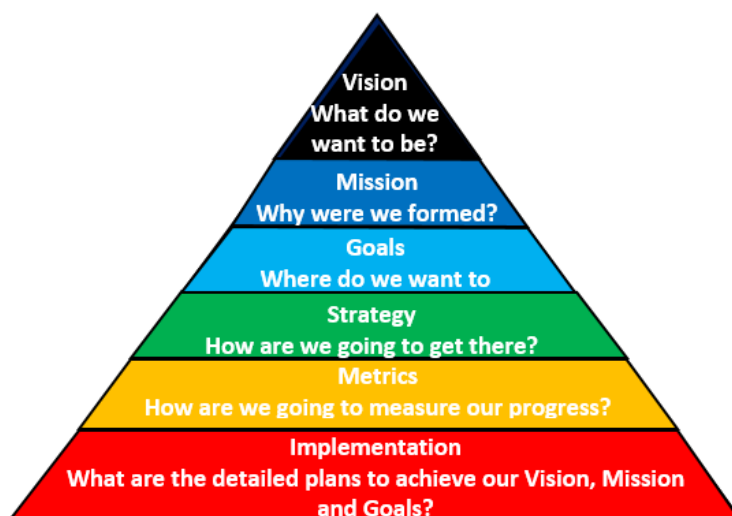 Vision
What do we
want to be?
Mission
Why were we formed?
Goals
Where do we want to
Strategy
How are we going to get there?
Metrics
How are we going to measure our progress?
Implementation
What are the detailed plans to achieve our Vision, Mission
and Goals?